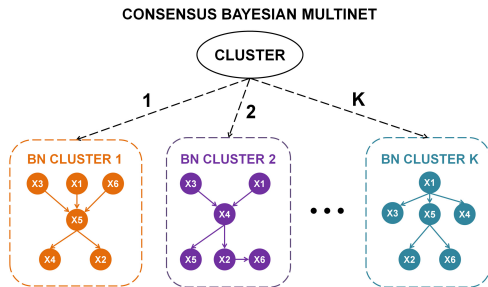 CONSENSUS BAYESIAN MULTINET
CLUSTER
1
2
K
BN CLUSTER 1
X3 X1 X6
X5
X4 X2
BN CLUSTER 2
X3 X1
X4
X5 X2 X6
BN CLUSTER K
X1
X3 X5 X4
X2 X6